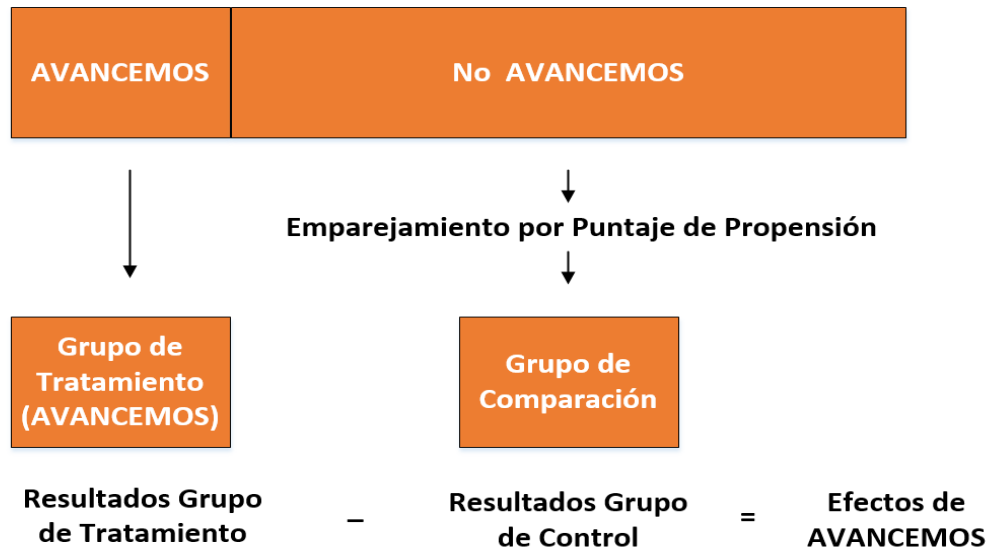 AVANCEMOS
No AVANCEMOS
Emparejamiento por Puntaje de Propensión
Grupo de
Tratamiento
(AVANCEMOS)
Grupo de
Comparación
Resultados Grupo
de Tratamiento
–
Resultados Grupo
de Control
=
Efectos de
AVANCEMOS